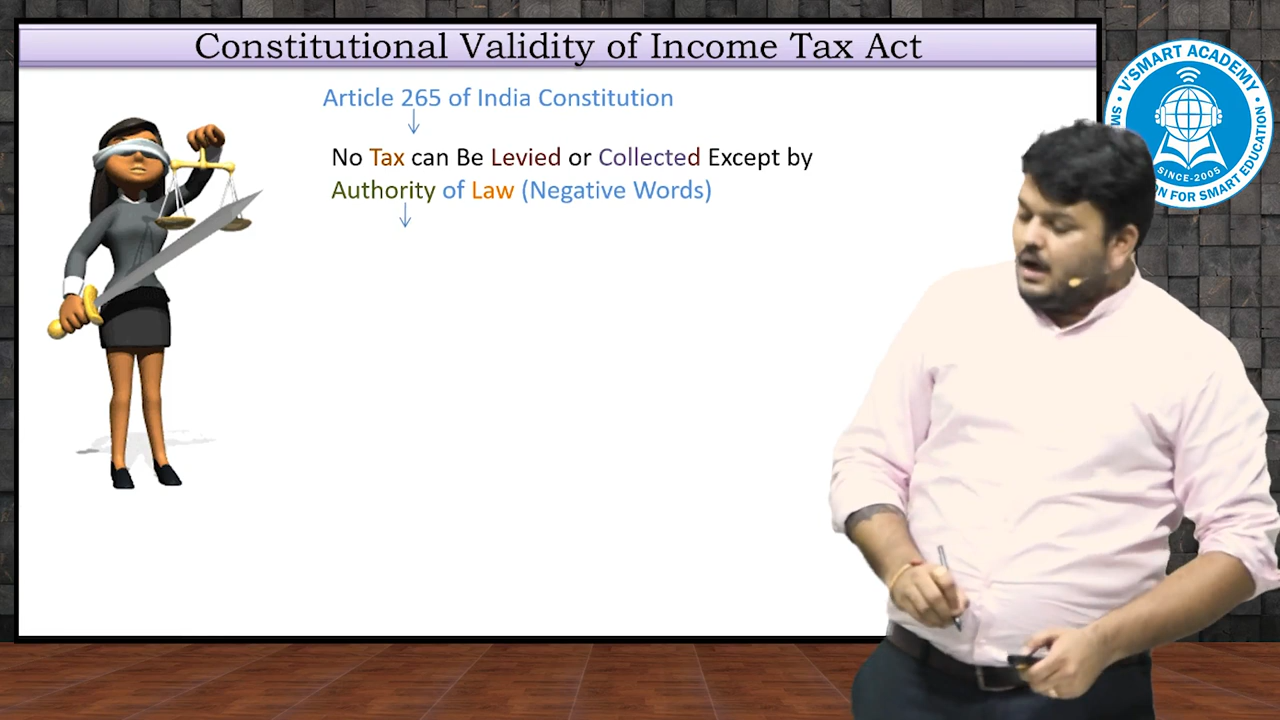 Constitutional Validity of Income Tax Act
Article 265 of India Constitution
No Tax can Be Levied or Collected Except by
Authority of Law (Negative Words)
V'SMART ACADEMY
SINCE-2005
FOR SMART EDUCATION